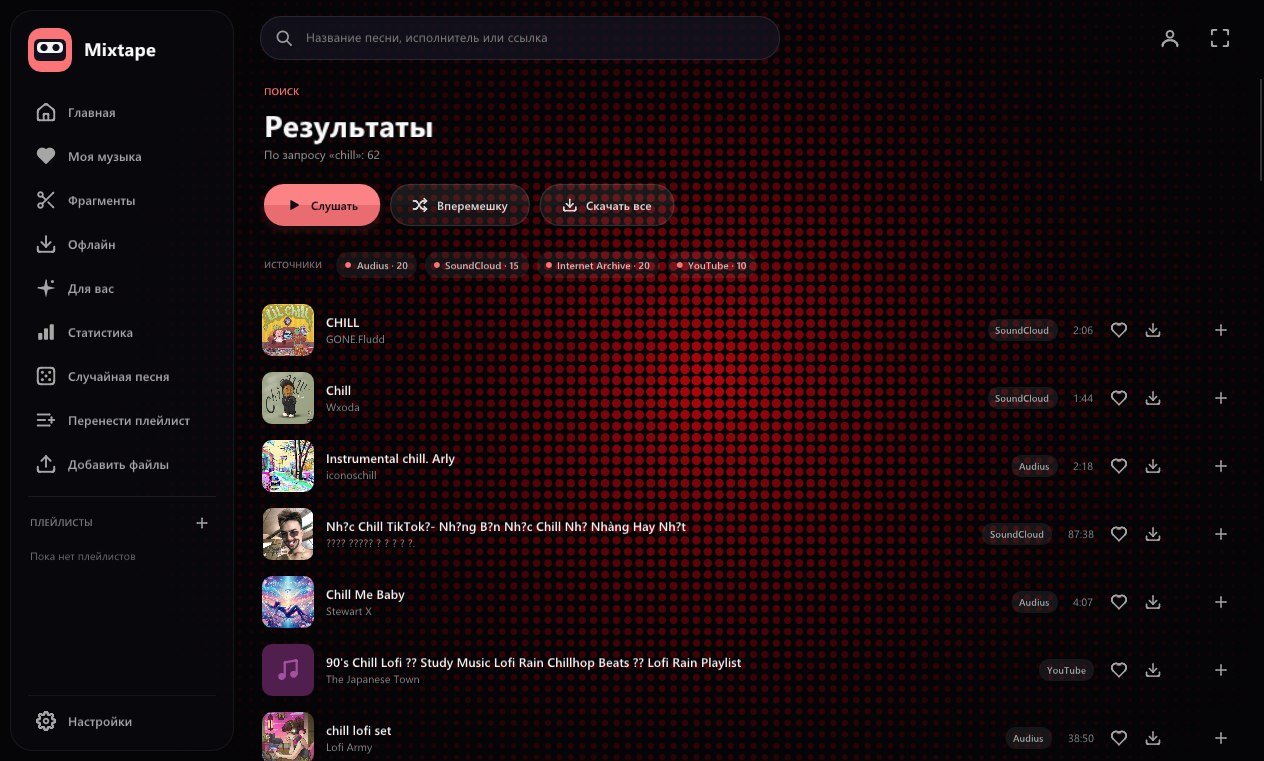 Mixtape
Название песни, исполнитель или ссылка
Главная
Моя музыка
Фрагменты
Офлайн
Для вас
Статистика
Случайная песня
Перенести плейлист
Добавить файлы
ПЛЕЙЛИСТЫ
Пока нет плейлистов
Настройки
ПОИСК
Результаты
По запросу «chill»: 62
Слушать
Вперемешку
Скачать все
ИСТОЧНИКИ
Audius · 20
SoundCloud · 15
Internet Archive · 20
YouTube · 10
CHILL
GONE.Fludd
SoundCloud
2:06
Chill
Wxoda
SoundCloud
1:44
Instrumental chill. Arly
iconoschill
Audius
2:18
Nh?c Chill TikTok?- Nh?ng B?n Nh?c Chill Nh? Nhàng Hay Nh?t
???? ????? ? ? ? ? ?.
SoundCloud
87:38
Chill Me Baby
Stewart X
Audius
4:07
90's Chill Lofi ?? Study Music Lofi Rain Chillhop Beats ?? Lofi Rain Playlist
The Japanese Town
YouTube
chill lofi set
Lofi Army
Audius
38:50